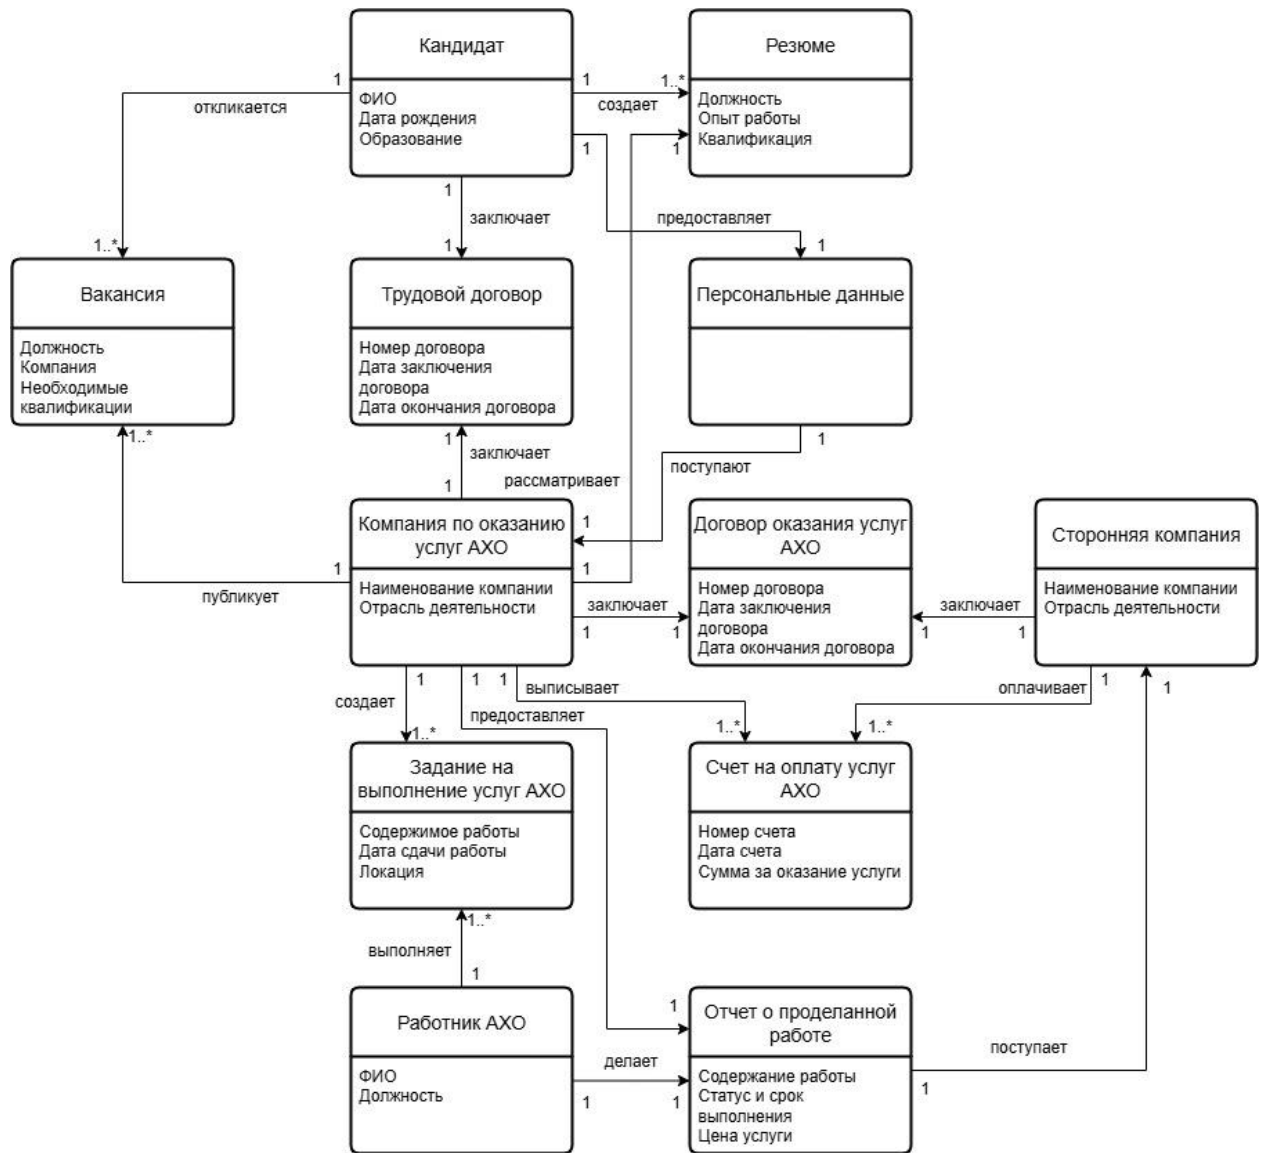 Кандидат
Резюме
1
1
1..*
откликается
создает
ФИО
Дата рождения
Образование
Должность
Опыт работы
Квалификация
1
1
1
заключает
предоставляет
1..*
1
1
Вакансия
Трудовой договор
Персональные данные
Должность
Компания
Необходимые
квалификации
Номер договора
Дата заключения
договора
Дата окончания договора
1..*
1
1
заключает
поступают
1
рассматривает
Компания по оказанию
услуг АХО
1
Договор оказания услуг
АХО
Сторонняя компания
1
публикует
Наименование компании
Отрасль деятельности
1
заключает
1
1
Номер договора
Дата заключения
договора
Дата окончания договора
заключает
1
1
Наименование компании
Отрасль деятельности
создает
1
1
1
выписывает
предоставляет
оплачивает
1
1
1..*
1..*
1..*
Задание на
выполнение услуг АХО
Счет на оплату услуг
АХО
Содержимое работы
Дата сдачи работы
Локация
Номер счета
Дата счета
Сумма за оказание услуги
1..*
выполняет
1
Работник АХО
1
Отчет о проделанной
работе
поступает
делает
ФИО
Должность
1
1
Содержание работы
Статус и срок
выполнения
Цена услуги
1